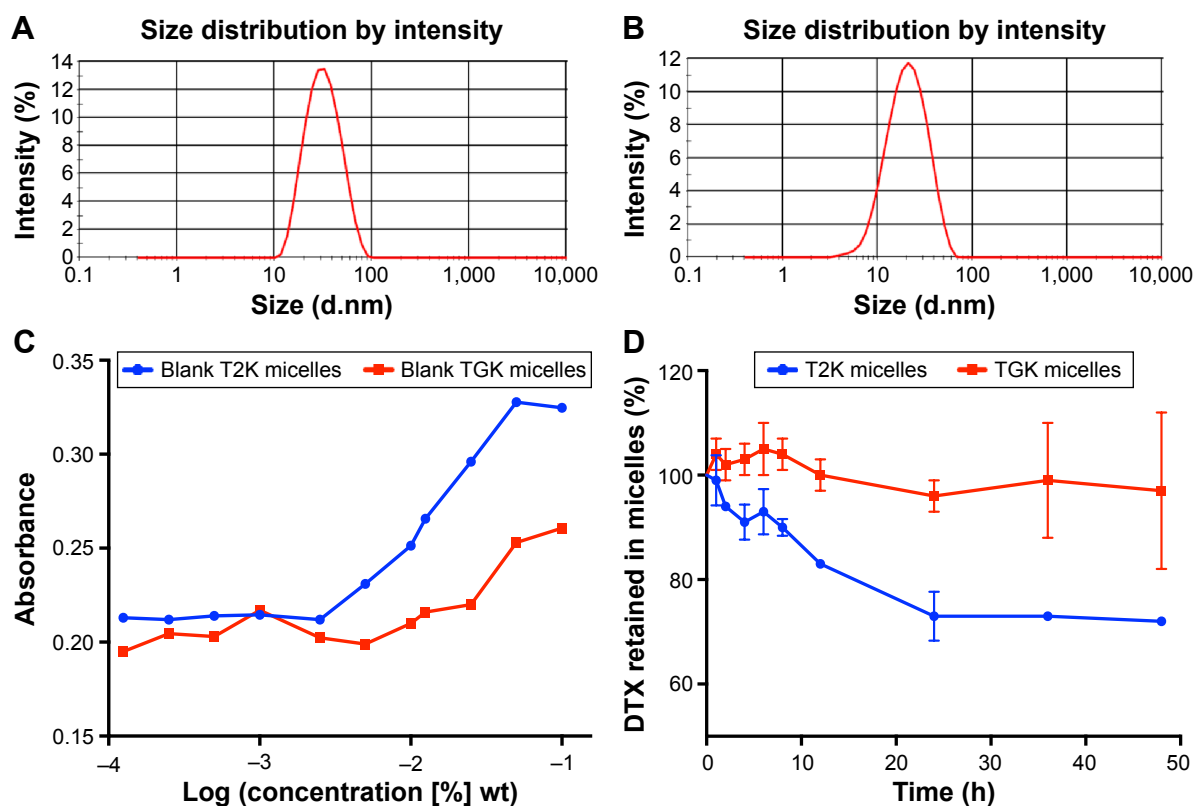 A
Size distribution by intensity
Intensity (%)
14
12
10
8
6
4
2
0
0.1
1
10
100
1,000
10,000
Size (d.nm)
B
Size distribution by intensity
Intensity (%)
12
10
8
6
4
2
0
0.1
1
10
100
1,000
10,000
Size (d.nm)
C
Blank T2K micelles
Blank TGK micelles
Absorbance
0.35
0.30
0.25
0.20
0.15
–4
–3
–2
–1
Log (concentration [%] wt)
D
T2K micelles
TGK micelles
DTX retained in micelles (%)
120
100
80
60
0
10
20
30
40
50
Time (h)